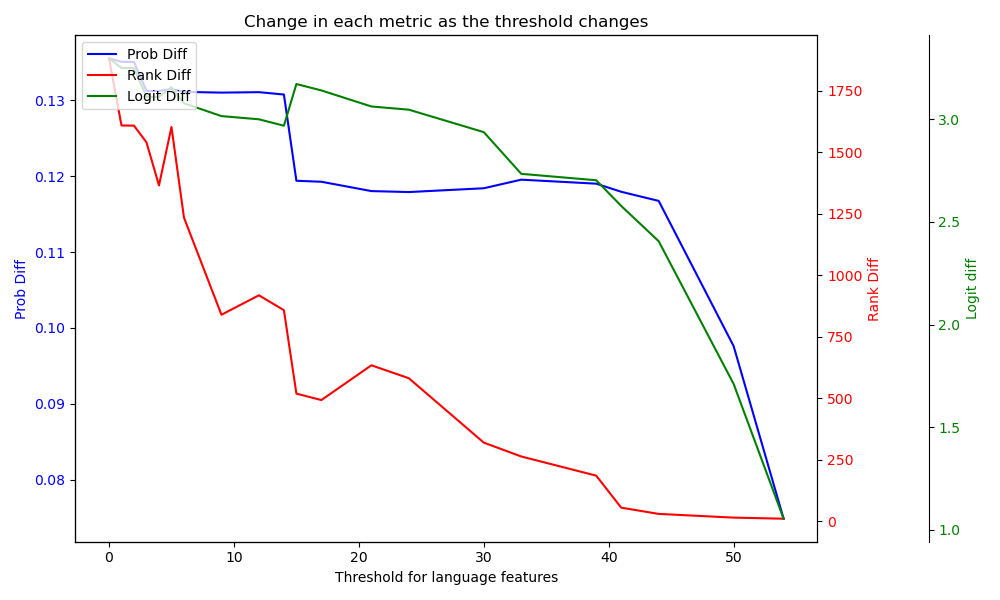 Change in each metric as the threshold changes
Prob Diff
Rank Diff
Logit Diff
0.13
0.12
0.11
0.10
0.09
0.08
Prob Diff
1750
1500
1250
1000
750
500
250
0
Rank Diff
3.0
2.5
2.0
1.5
1.0
Logit diff
0 10 20 30 40 50
Threshold for language features